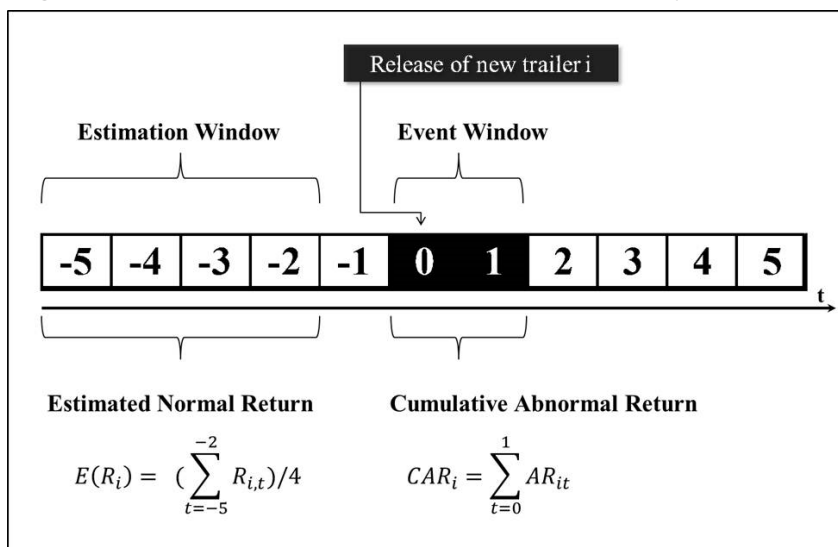 Release of new trailer i
Estimation Window Event Window
-5 -4 -3 -2 -1 0 1 2 3 4 5
t
Estimated Normal Return Cumulative Abnormal Return
E(R_i) = (∑_{t=-5}^{-2} R_{i,t})/4 CAR_i = ∑_{t=0}^{1} AR_{it}